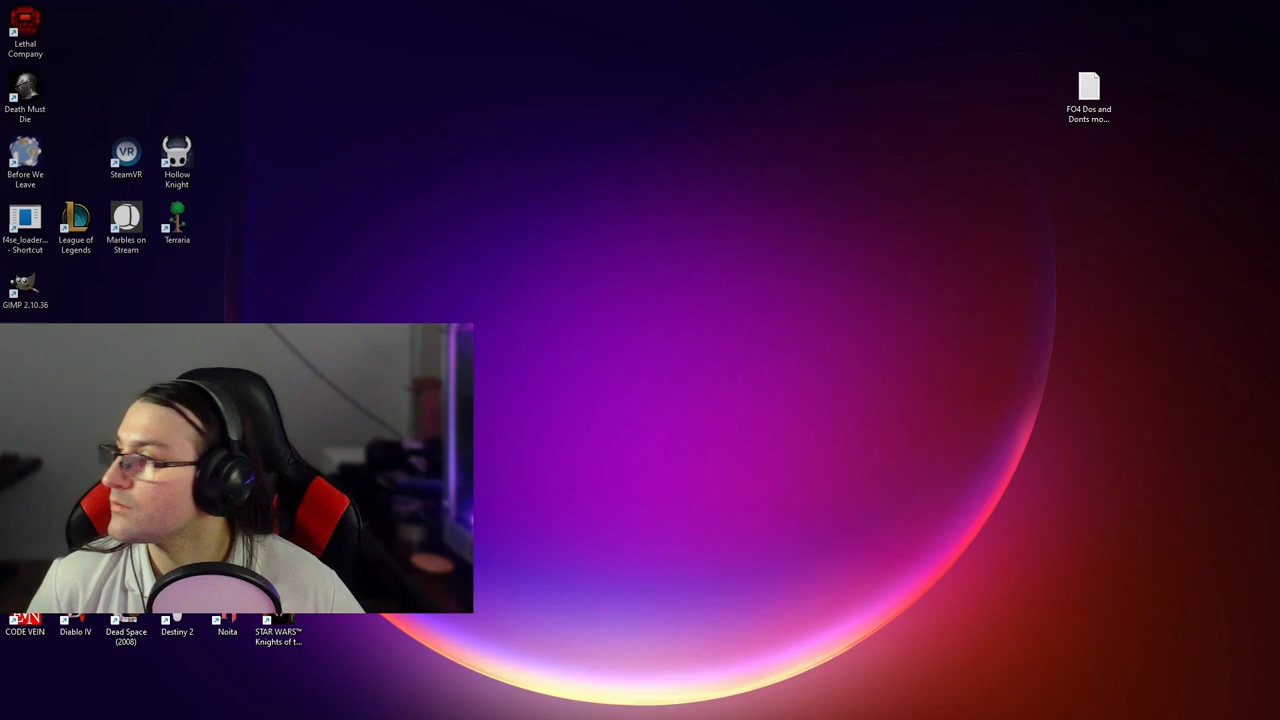 Lethal
Company
Death Must
Die
Before We
Leave
VR
SteamVR
Hollow
Knight
f4se_loader...
- Shortcut
League of
Legends
Marbles on
Stream
Terraria
GIMP 2.10.36
FO4 Dos and
Donts mo...
CODE VEIN
Diablo IV
Dead Space
(2008)
Destiny 2
Noita
STAR WARS™
Knights of t...